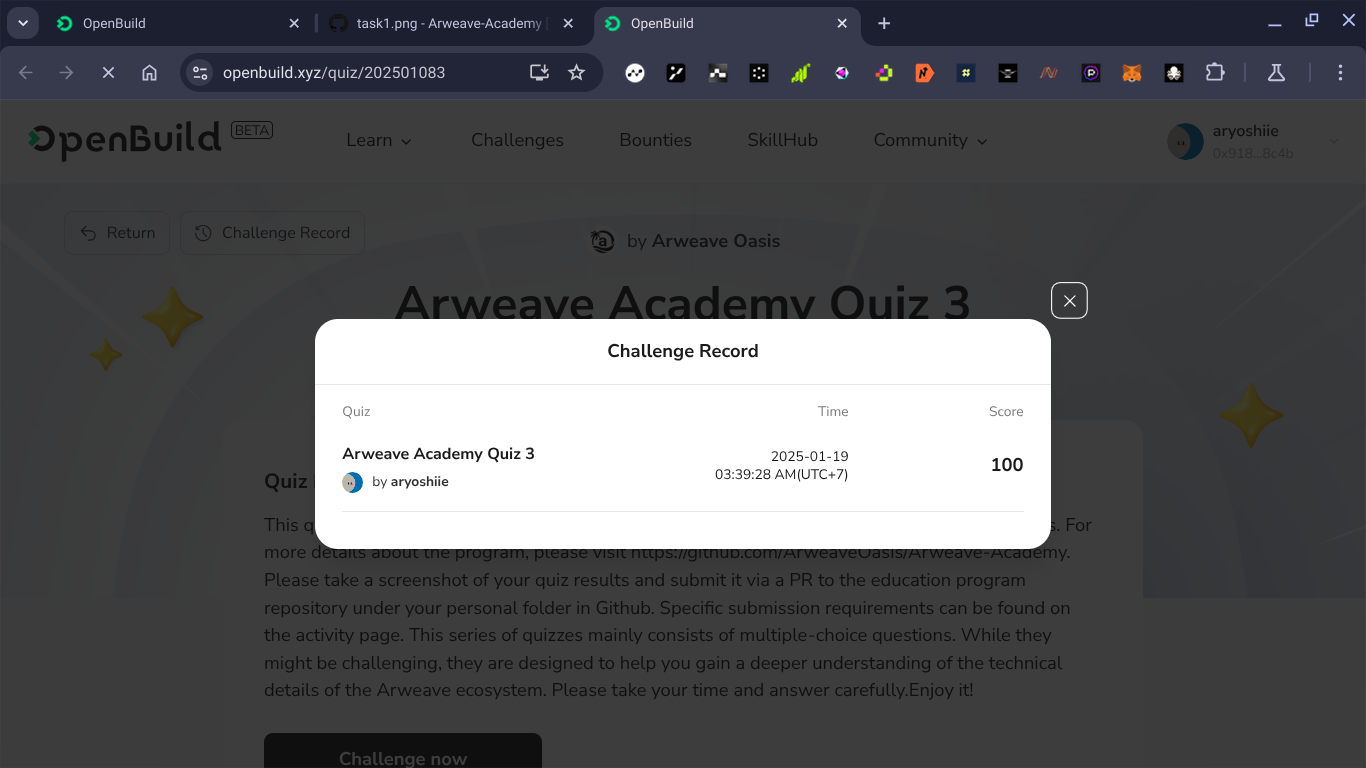 OpenBuild
task1.png - Arweave-Academy
OpenBuild
openbuild.xyz/quiz/202501083
OpenBuild BETA
Learn
Challenges
Bounties
SkillHub
Community
aryoshiie
0x918...8c4b
Return
Challenge Record
by Arweave Oasis
Arweave Academy Quiz 3
Challenge Record
Quiz
Time
Score
Arweave Academy Quiz 3
by aryoshiie
2025-01-19
03:39:28 AM(UTC+7)
100
Quiz
This q
s. For
more details about the program, please visit https://github.com/ArweaveOasis/Arweave-Academy.
Please take a screenshot of your quiz results and submit it via a PR to the education program
repository under your personal folder in Github. Specific submission requirements can be found on
the activity page. This series of quizzes mainly consists of multiple-choice questions. While they
might be challenging, they are designed to help you gain a deeper understanding of the technical
details of the Arweave ecosystem. Please take your time and answer carefully.Enjoy it!
Challenge now